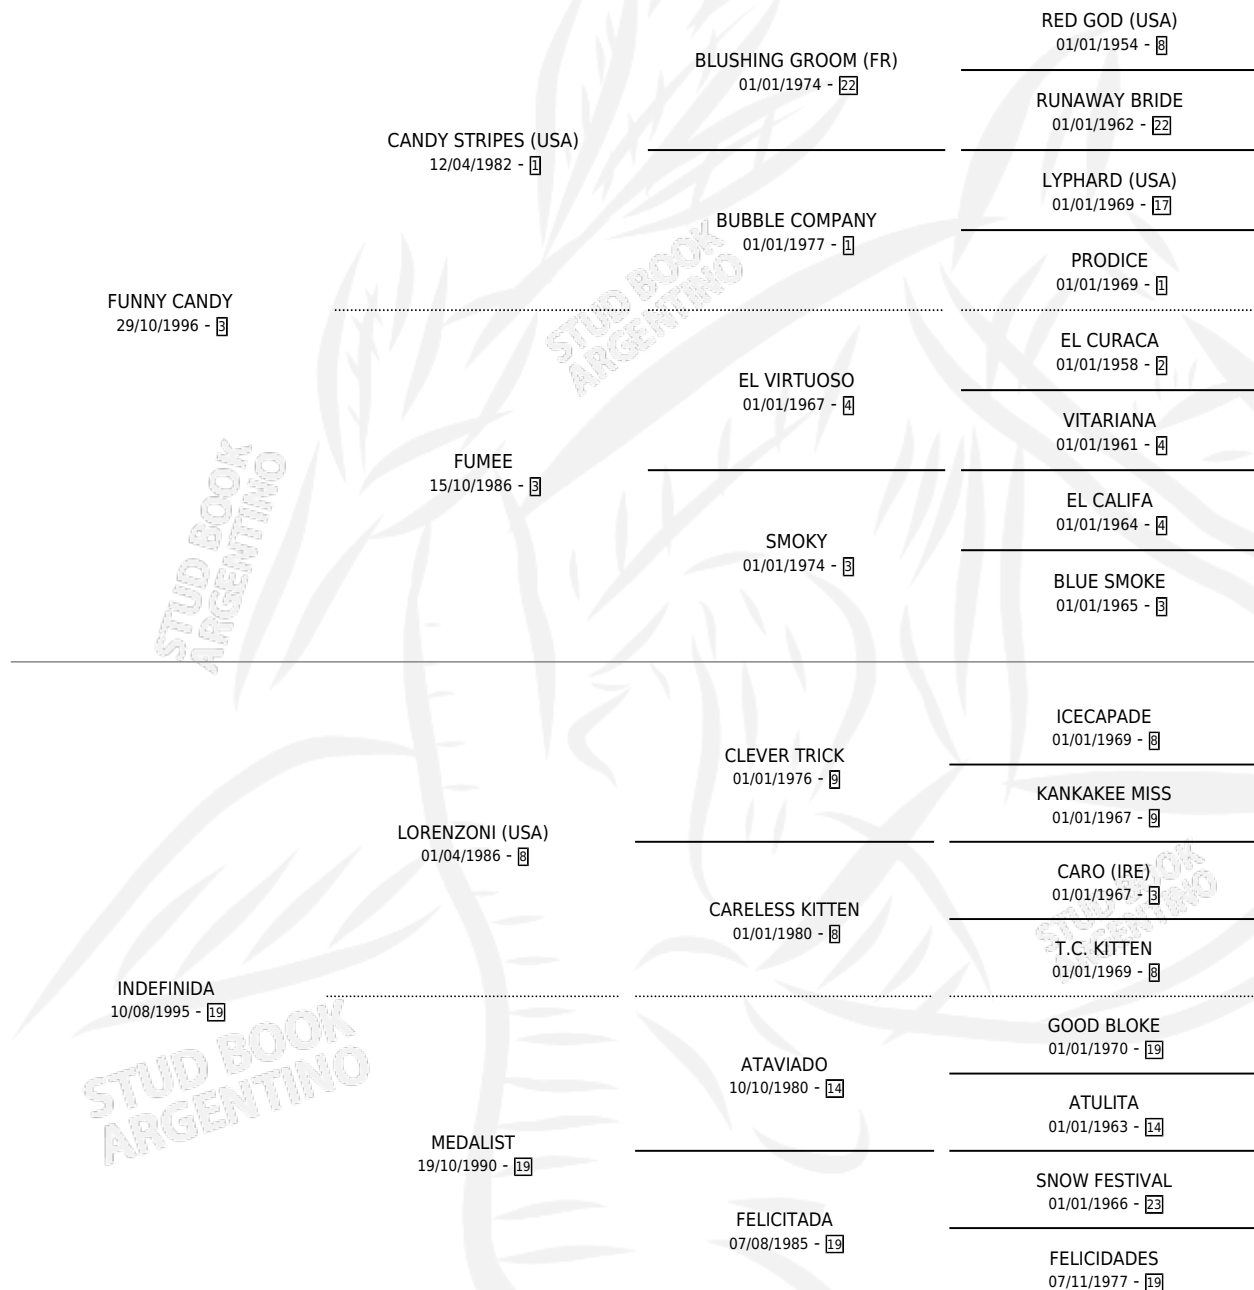 RED GOD (USA)
01/01/1954 - 8
BLUSHING GROOM (FR)
01/01/1974 - 22
RUNAWAY BRIDE
01/01/1962 - 22
CANDY STRIPES (USA)
12/04/1982 - 1
LYPHARD (USA)
01/01/1969 - 17
BUBBLE COMPANY
01/01/1977 - 1
PRODICE
01/01/1969 - 1
FUNNY CANDY
29/10/1996 - 3
STUD BOOK
ARGENTINO
EL CURACA
01/01/1958 - 2
EL VIRTUOSO
01/01/1967 - 4
VITARIANA
01/01/1961 - 4
FUMEE
15/10/1986 - 3
EL CALIFA
01/01/1964 - 4
SMOKY
01/01/1974 - 3
BLUE SMOKE
01/01/1965 - 3
STUD BOOK
ARGENTINO
ICECAPADE
01/01/1969 - 8
CLEVER TRICK
01/01/1976 - 9
KANKAKEE MISS
01/01/1967 - 9
LORENZONI (USA)
01/04/1986 - 8
CARO (IRE)
01/01/1967 - 3
CARELESS KITTEN
01/01/1980 - 8
STUD BOOK
ARGENTINO
T.C. KITTEN
01/01/1969 - 8
INDEFINIDA
10/08/1995 - 19
STUD BOOK
ARGENTINO
GOOD BLOKE
01/01/1970 - 19
ATAVIADO
10/10/1980 - 14
ATULITA
01/01/1963 - 14
MEDALIST
19/10/1990 - 19
SNOW FESTIVAL
01/01/1966 - 23
FELICITADA
07/08/1985 - 19
FELICIDADES
07/11/1977 - 19